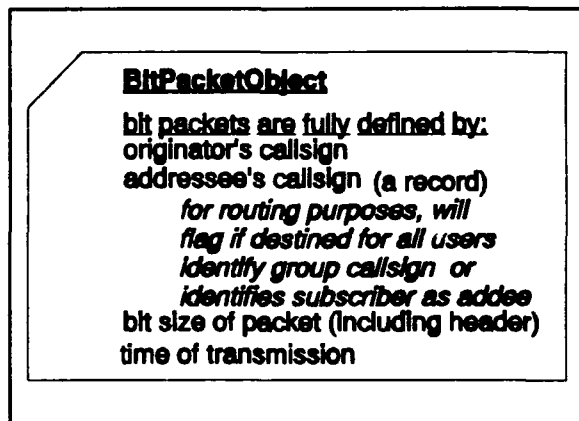 BitPacketObject
bit packets are fully defined by:
originator's callsign
addressee's callsign (a record)
for routing purposes, will
flag if destined for all users
identify group callsign or
identifies subscriber as addee
bit size of packet (including header)
time of transmission